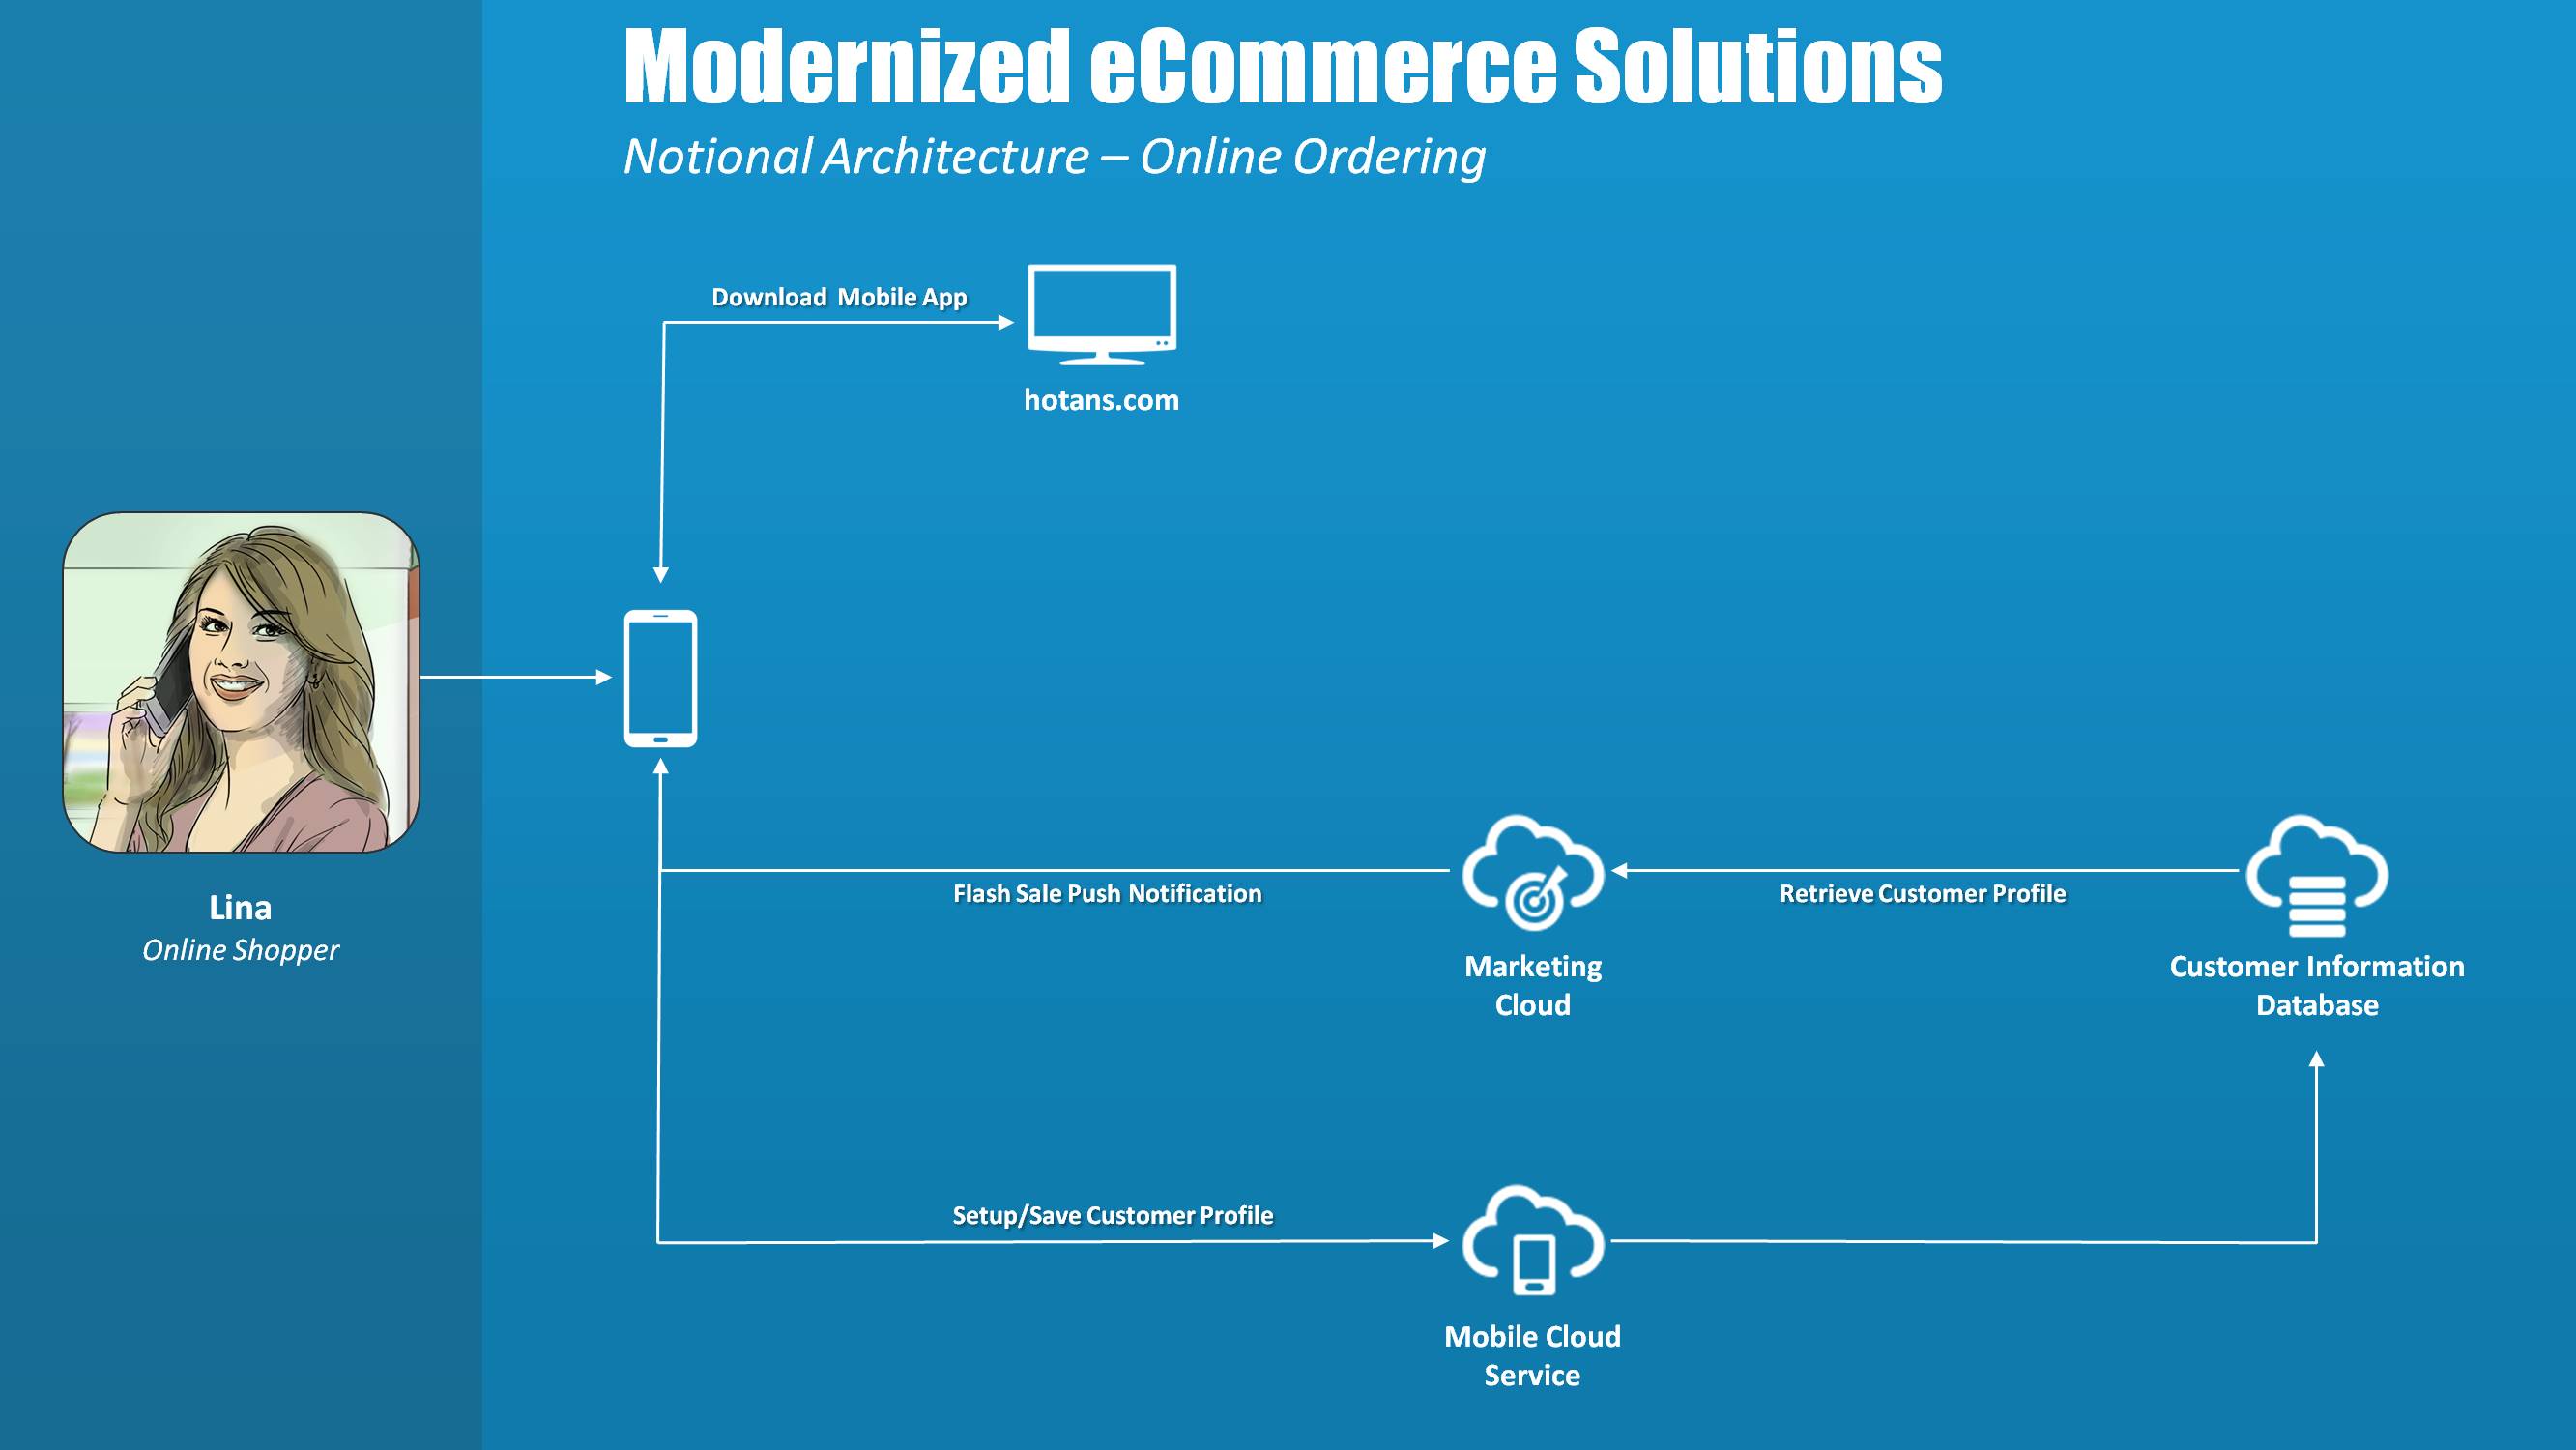 Modernized eCommerce Solutions
Notional Architecture – Online Ordering
Download Mobile App
hotans.com
Lina
Online Shopper
Flash Sale Push Notification
Retrieve Customer Profile
Marketing
Cloud
Customer Information
Database
Setup/Save Customer Profile
Mobile Cloud
Service